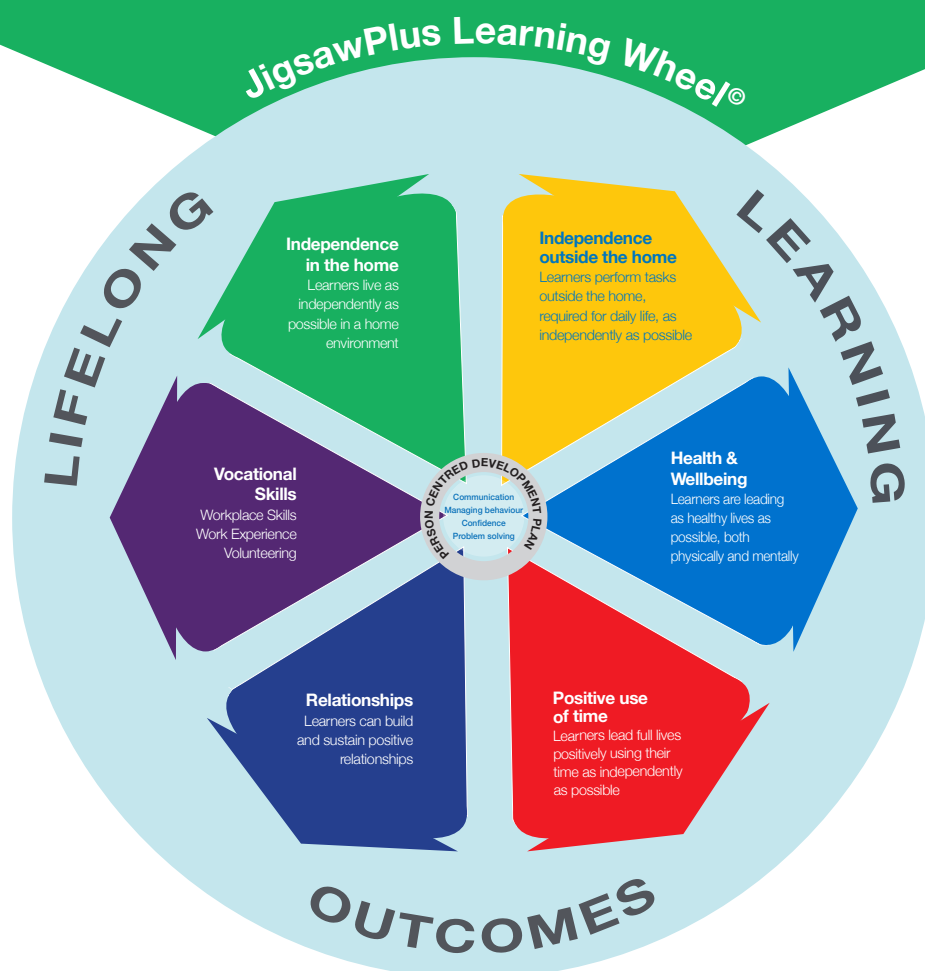 JigsawPlus Learning Wheel©
LIFELONG
LEARNING
OUTCOMES
Independence
in the home
Learners live as
independently as
possible in a home
environment
Independence
outside the home
Learners perform tasks
outside the home,
required for daily life, as
independently as possible
Health &
Wellbeing
Learners are leading
as healthy lives as
possible, both
physically and mentally
Positive use
of time
Learners lead full lives
positively using their
time as independently
as possible
Relationships
Learners can build
and sustain positive
relationships
Vocational
Skills
Workplace Skills
Work Experience
Volunteering
PERSON CENTRED DEVELOPMENT PLAN
Communication
Managing behaviour
Confidence
Problem solving